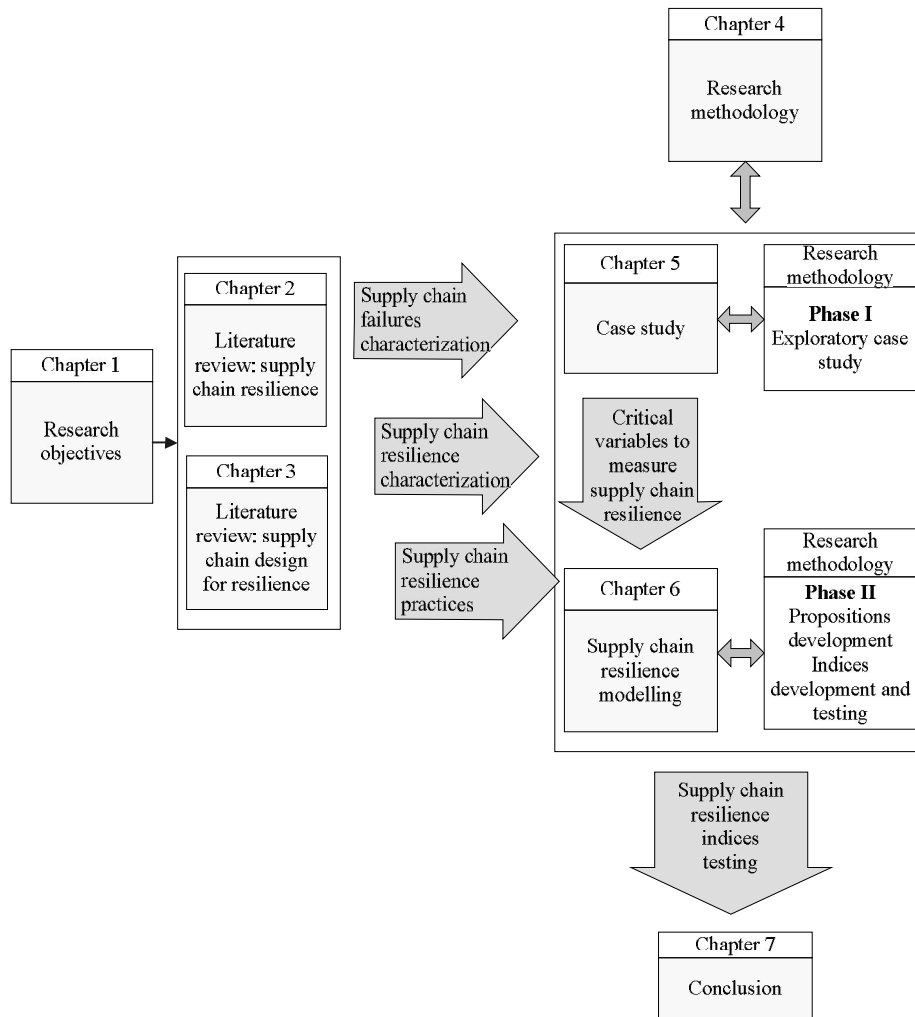 Chapter 4
Research
methodology
Chapter 1
Research
objectives
Chapter 2
Literature
review: supply
chain resilience
Chapter 3
Literature
review: supply
chain design
for resilience
Supply chain
failures
characterization
Supply chain
resilience
characterization
Supply chain
resilience
practices
Chapter 5
Case study
Research
methodology
Phase I
Exploratory case
study
Critical
variables to
measure
supply chain
resilience
Chapter 6
Supply chain
resilience
modelling
Research
methodology
Phase II
Propositions
development
Indices
development and
testing
Supply chain
resilience
indices
testing
Chapter 7
Conclusion